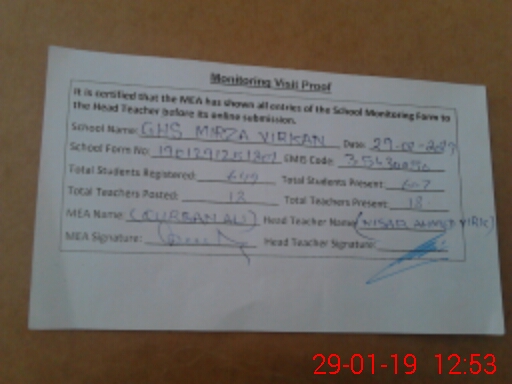 Monitoring Visit Proof
It is certified that the MEA has shown all entries of the School Monitoring Form to
the Head Teacher before its online submission.
School Name: GHS MIRZA VIRKAN Date:
School Form No: EMIS Code:
Total Students Registered: Total Students Present:
Total Teachers Posted: 18 Total Teachers Present: 18
MEA Name: (QURBAN ALI) Head Teacher Name: (NISAR AHMED VIRK)
MEA Signature: Head Teacher Signature:
29-01-19 12:53